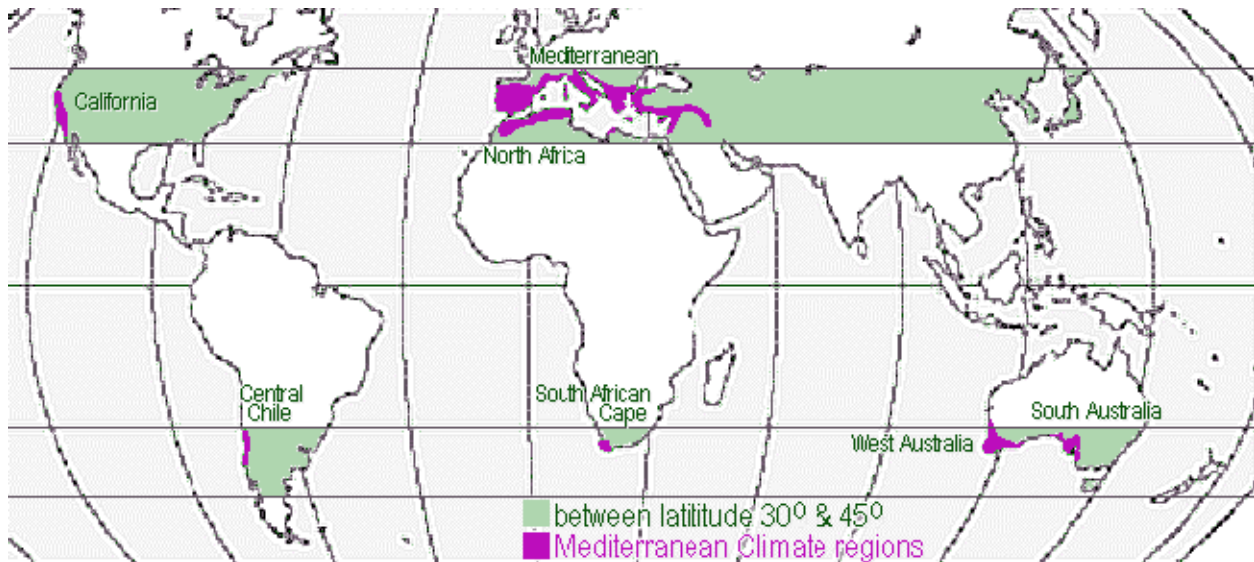 Mediterranean
California
North Africa
Central
Chile
South African
Cape
South Australia
West Australia
between latitiude 30º & 45º
Mediterranean Climate regions